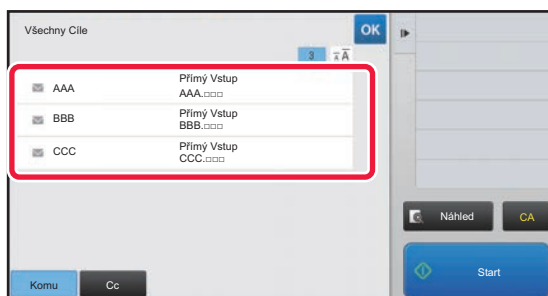 Všechny Cíle
OK
3
A Ā
AAA
Přímý Vstup
AAA.□□□
BBB
Přímý Vstup
BBB.□□□
CCC
Přímý Vstup
CCC.□□□
Náhled
CA
Start
Komu
Cc